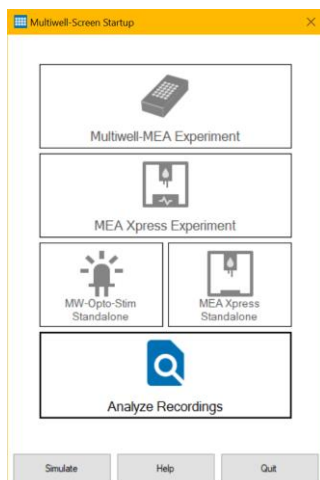 Multiwell-Screen Startup
Multiwell-MEA Experiment
MEA Xpress Experiment
MW-Opto-Stim
Standalone
MEA Xpress
Standalone
Analyze Recordings
Simulate
Help
Quit